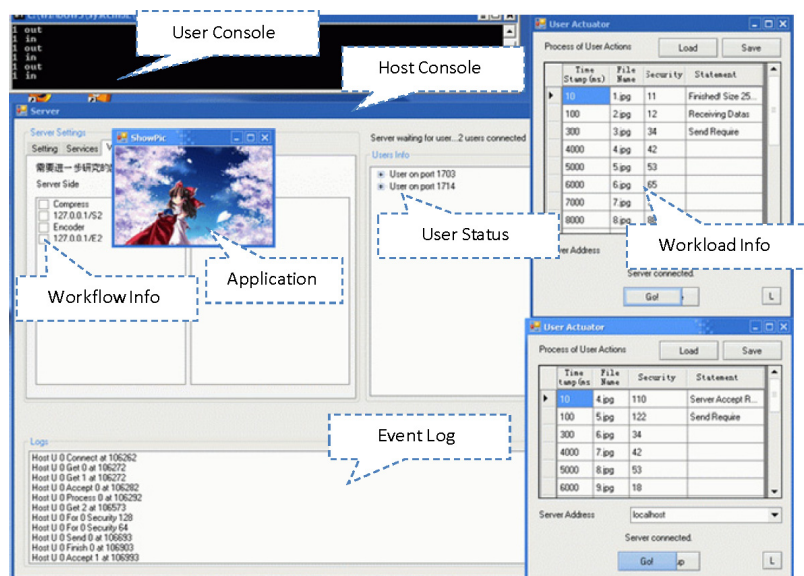 1 out
1 in
1 out
1 in
1 out
1 in
User Console
Host Console
Server
Server Settings
Setting Services
Server Side
Compress
127.0.0.1/S2
Encoder
127.0.0.1/E2
ShowPic
Application
Workflow Info
Server waiting for user...2 users connected
Users Info
User on port 1703
User on port 1714
User Status
Logs
Host U 0 Connect at 106262
Host U 0 Get 0 at 106272
Host U 0 Get 1 at 106272
Host U 0 Accept 0 at 106282
Host U 0 Process 0 at 106292
Host U 0 Get 2 at 106573
Host U 0 For 0 Security 128
Host U 0 For 0 Security 64
Host U 0 Send 0 at 106693
Host U 0 Finish 0 at 106903
Host U 0 Accept 1 at 106993
Event Log
User Actuator
Process of User Actions Load Save
Time Stamp(ms) File Name Security Statement
10 1.jpg 11 Finished! Size 25...
100 2.jpg 12 Receiving Datas
300 3.jpg 34 Send Require
4000 4.jpg 42
5000 5.jpg 53
6000 6.jpg 65
7000 7.jpg
8000 8.jpg
Workload Info
Address
Server connected.
Go! L
User Actuator
Process of User Actions Load Save
Time File Name Security Statement
10 4.jpg 110 Server Accept R...
100 5.jpg 122 Send Require
300 6.jpg 34
4000 7.jpg 42
5000 8.jpg 53
6000 9.jpg 18
Server Address localhost
Server connected.
Go! up L